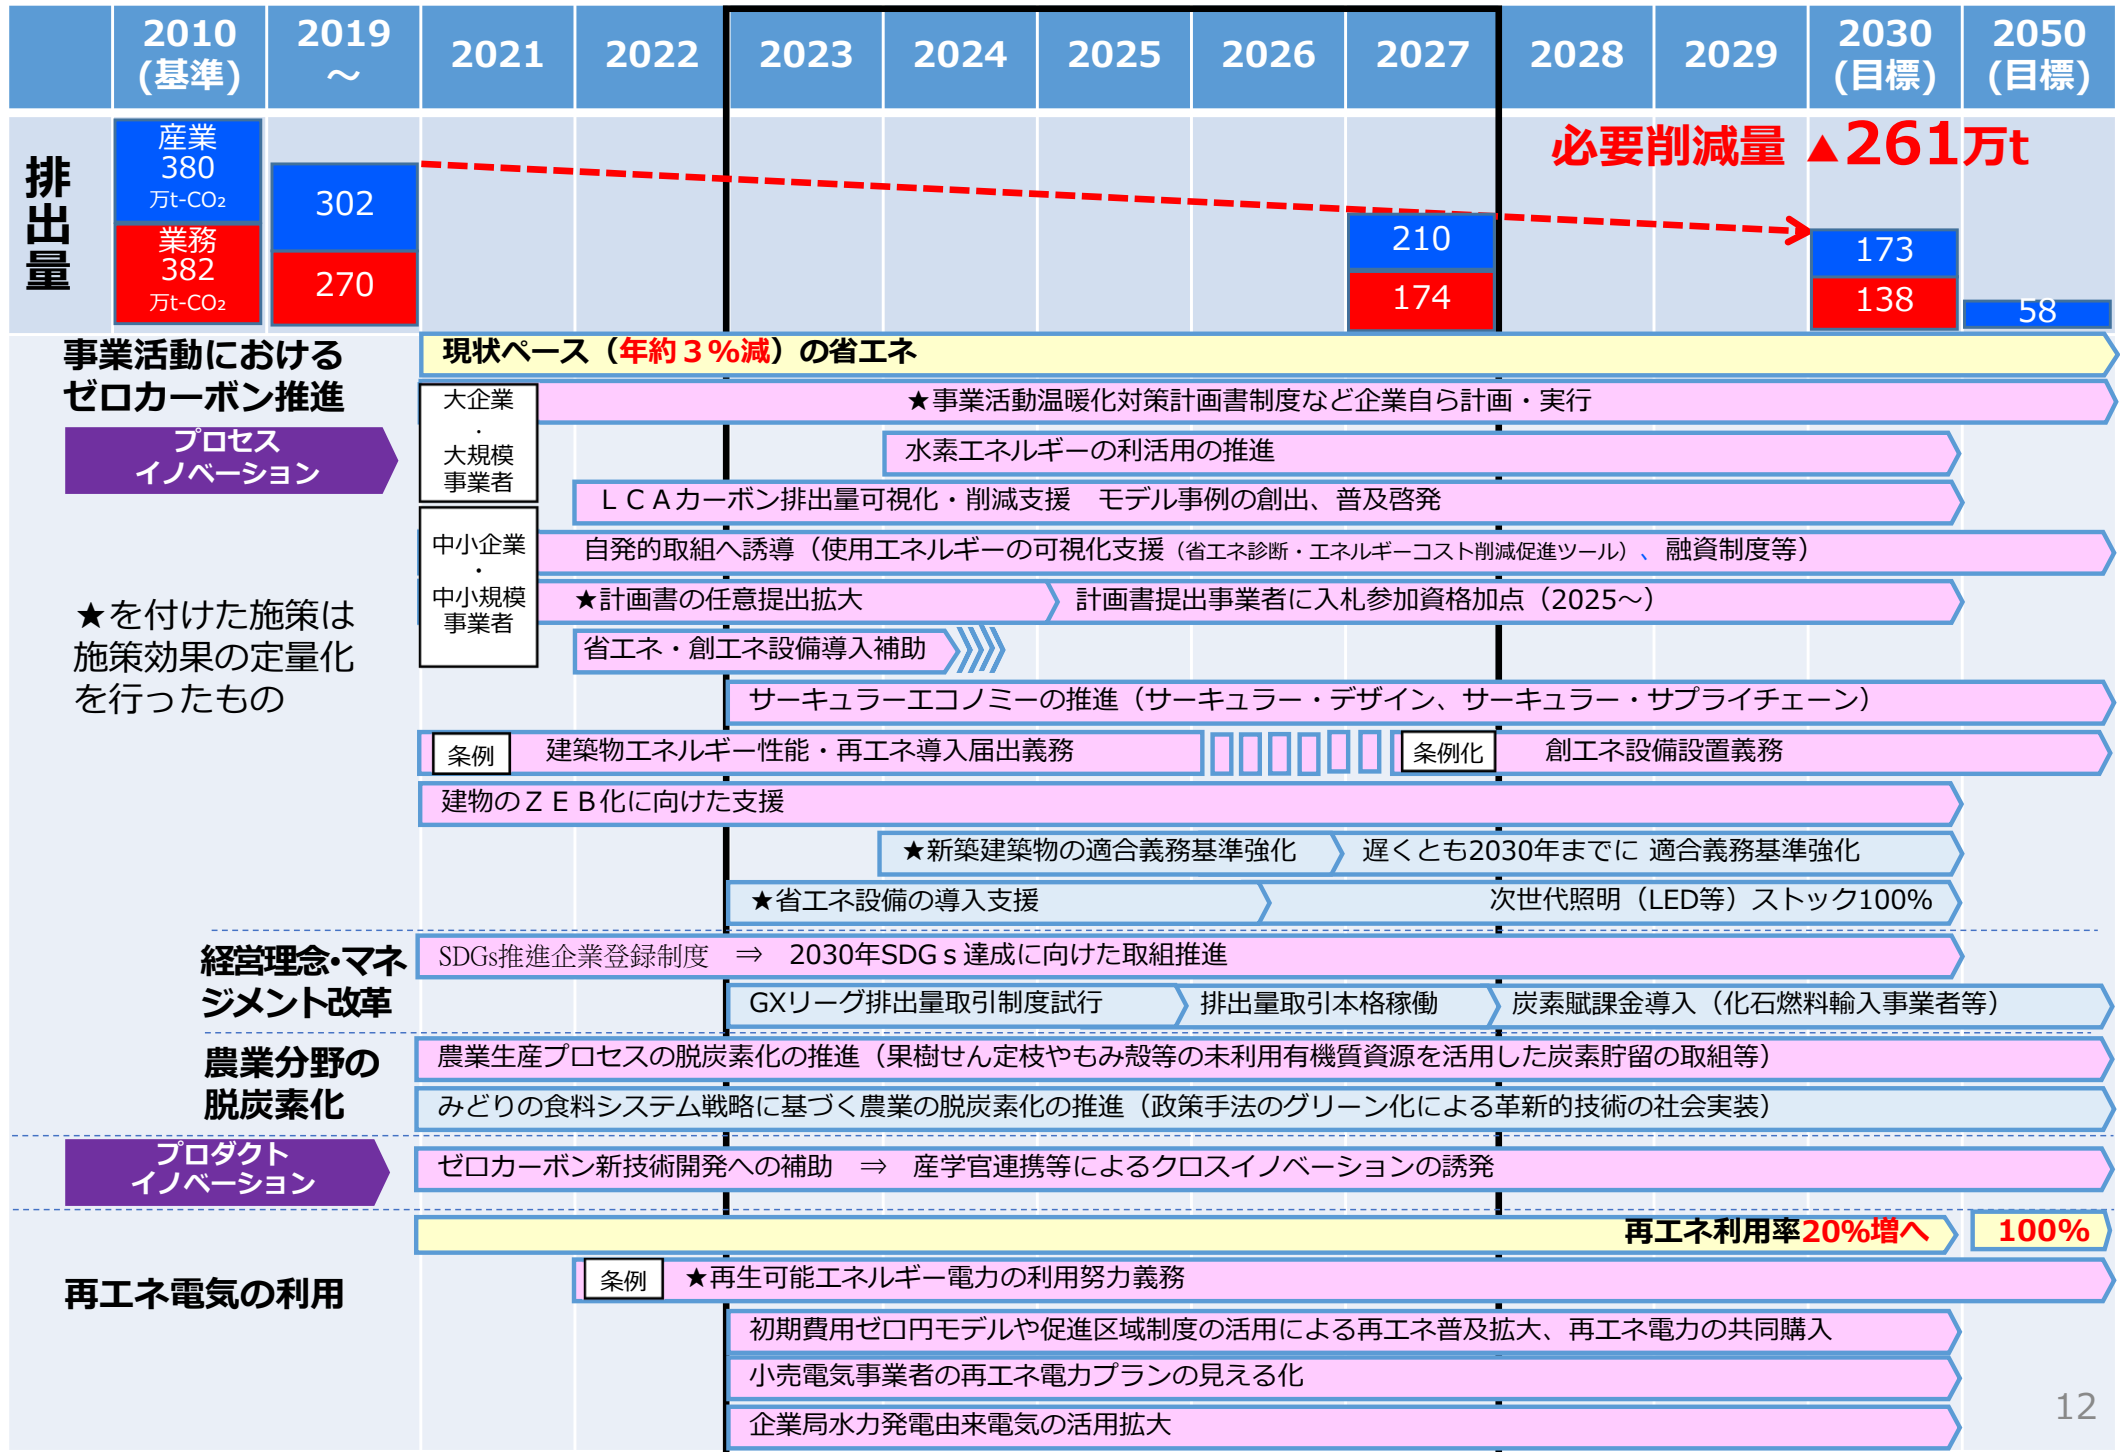 2010
(基準)
2019
～
2021
2022
2023
2024
2025
2026
2027
2028
2029
2030
(目標)
2050
(目標)
排出量
産業
380
万t-CO₂
業務
382
万t-CO₂
302
270
210
174
必要削減量 ▲261万t
173
138
58
事業活動における
ゼロカーボン推進
現状ペース（年約３%減）の省エネ
プロセス
イノベーション
大企業
・
大規模
事業者
★事業活動温暖化対策計画書制度など企業自ら計画・実行
水素エネルギーの利活用の推進
ＬＣＡカーボン排出量可視化・削減支援　モデル事例の創出、普及啓発
中小企業
・
中小規模
事業者
自発的取組へ誘導（使用エネルギーの可視化支援（省エネ診断・エネルギーコスト削減促進ツール）、融資制度等）
★計画書の任意提出拡大
計画書提出事業者に入札参加資格加点（2025～）
★を付けた施策は
施策効果の定量化
を行ったもの
省エネ・創エネ設備導入補助
サーキュラーエコノミーの推進（サーキュラー・デザイン、サーキュラー・サプライチェーン）
条例
建築物エネルギー性能・再エネ導入届出義務
条例化
創エネ設備設置義務
建物のＺＥＢ化に向けた支援
★新築建築物の適合義務基準強化
遅くとも2030年までに 適合義務基準強化
★省エネ設備の導入支援
次世代照明（LED等）ストック100%
経営理念・マネ
ジメント改革
SDGs推進企業登録制度　⇒　2030年SDGｓ達成に向けた取組推進
GXリーグ排出量取引制度試行
排出量取引本格稼働
炭素賦課金導入（化石燃料輸入事業者等）
農業分野の
脱炭素化
農業生産プロセスの脱炭素化の推進（果樹せん定枝やもみ殻等の未利用有機質資源を活用した炭素貯留の取組等）
みどりの食料システム戦略に基づく農業の脱炭素化の推進（政策手法のグリーン化による革新的技術の社会実装）
プロダクト
イノベーション
ゼロカーボン新技術開発への補助　⇒　産学官連携等によるクロスイノベーションの誘発
再エネ利用率20%増へ
100%
再エネ電気の利用
条例
★再生可能エネルギー電力の利用努力義務
初期費用ゼロ円モデルや促進区域制度の活用による再エネ普及拡大、再エネ電力の共同購入
小売電気事業者の再エネ電力プランの見える化
企業局水力発電由来電気の活用拡大
12